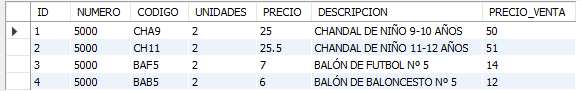 ID NUMERO CODIGO UNIDADES PRECIO DESCRIPCION PRECIO_VENTA
1 5000 CHA9 2 25 CHANDAL DE NIÑO 9-10 AÑOS 50
2 5000 CH11 2 25.5 CHANDAL DE NIÑO 11-12 AÑOS 51
3 5000 BAF5 2 7 BALÓN DE FUTBOL Nº 5 14
4 5000 BAB5 2 6 BALÓN DE BALONCESTO Nº 5 12